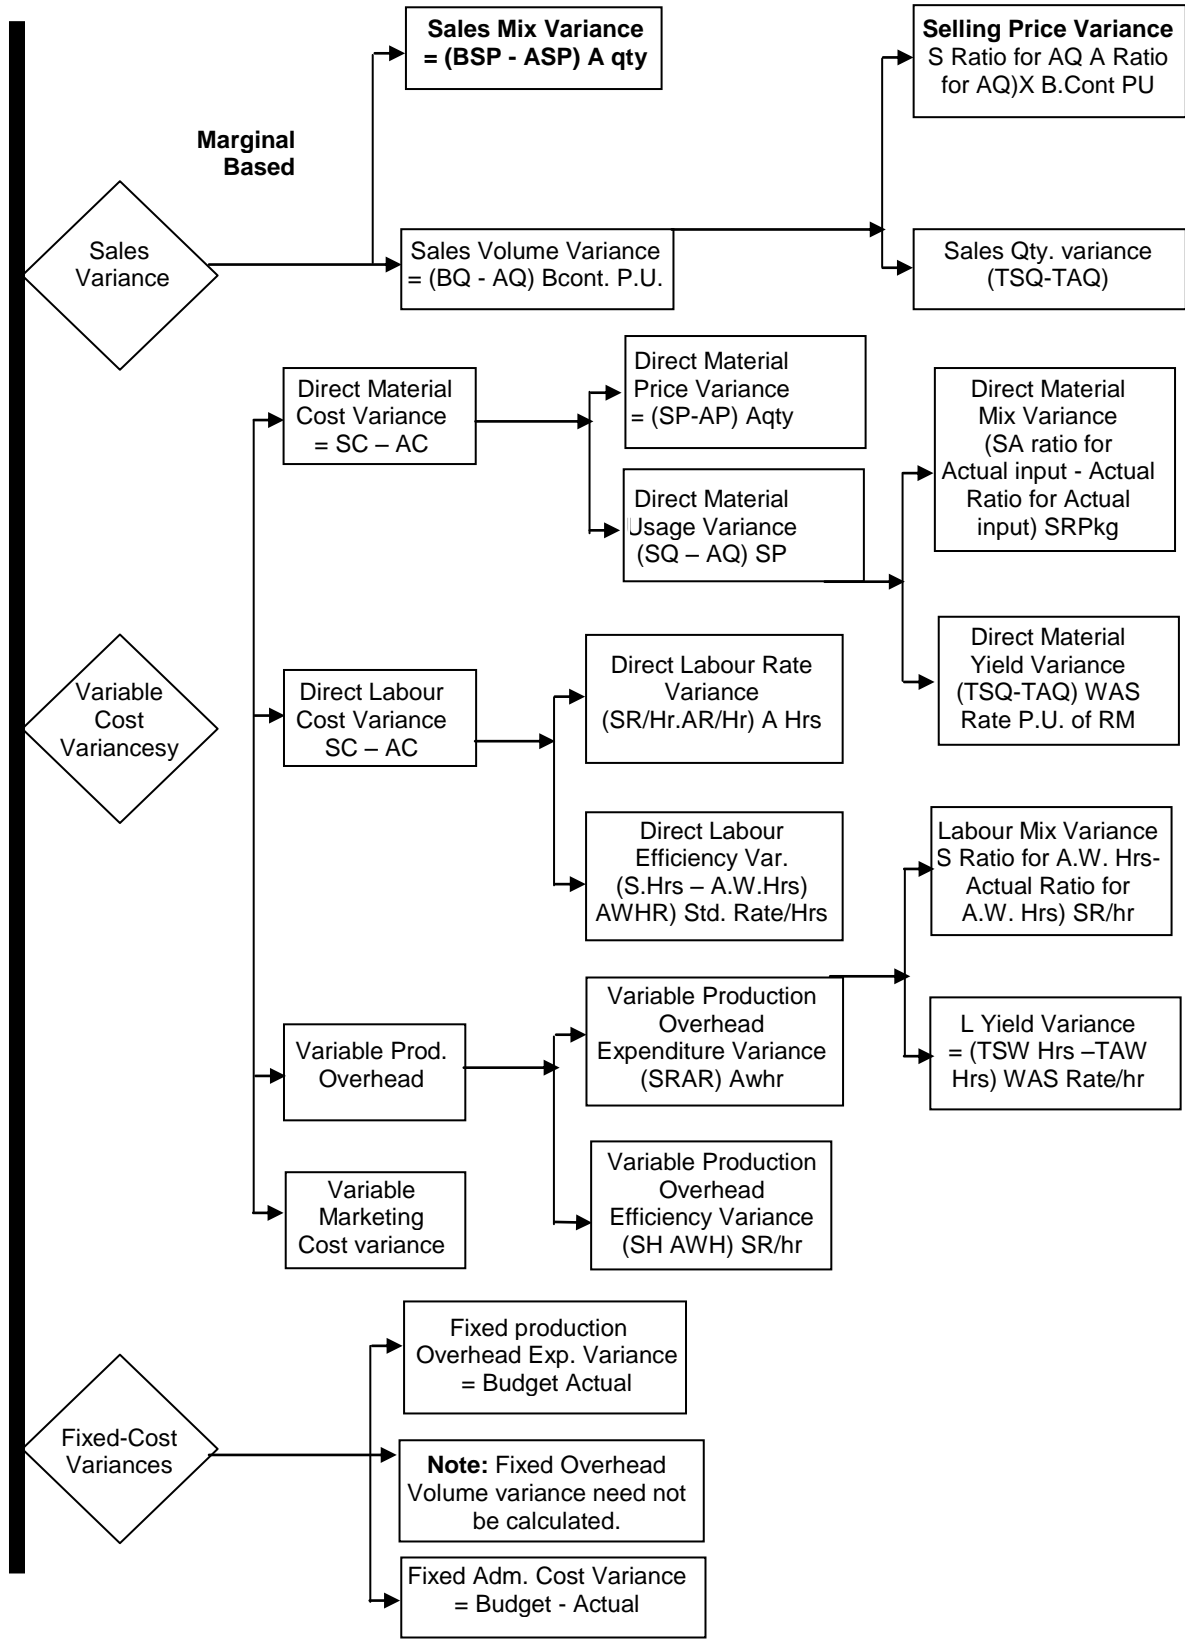 Sales Mix Variance
= (BSP - ASP) A qty
Selling Price Variance
S Ratio for AQ A Ratio
for AQ)X B.Cont PU
Marginal
Based
Sales
Variance
Sales Volume Variance
= (BQ - AQ) Bcont. P.U.
Sales Qty. variance
(TSQ-TAQ)
Direct Material
Cost Variance
= SC – AC
Direct Material
Price Variance
= (SP-AP) Aqty
Direct Material
Usage Variance
(SQ – AQ) SP
Direct Material
Mix Variance
(SA ratio for
Actual input - Actual
Ratio for Actual
input) SRPkg
Direct Material
Yield Variance
(TSQ-TAQ) WAS
Rate P.U. of RM
Variable
Cost
Variancesy
Direct Labour
Cost Variance
SC – AC
Direct Labour Rate
Variance
(SR/Hr.AR/Hr) A Hrs
Direct Labour
Efficiency Var.
(S.Hrs – A.W.Hrs)
AWHR) Std. Rate/Hrs
Labour Mix Variance
S Ratio for A.W. Hrs-
Actual Ratio for
A.W. Hrs) SR/hr
L Yield Variance
= (TSW Hrs –TAW
Hrs) WAS Rate/hr
Variable Prod.
Overhead
Variable Production
Overhead
Expenditure Variance
(SRAR) Awhr
Variable Production
Overhead
Efficiency Variance
(SH AWH) SR/hr
Variable
Marketing
Cost variance
Fixed-Cost
Variances
Fixed production
Overhead Exp. Variance
= Budget Actual
Note: Fixed Overhead
Volume variance need not
be calculated.
Fixed Adm. Cost Variance
= Budget - Actual